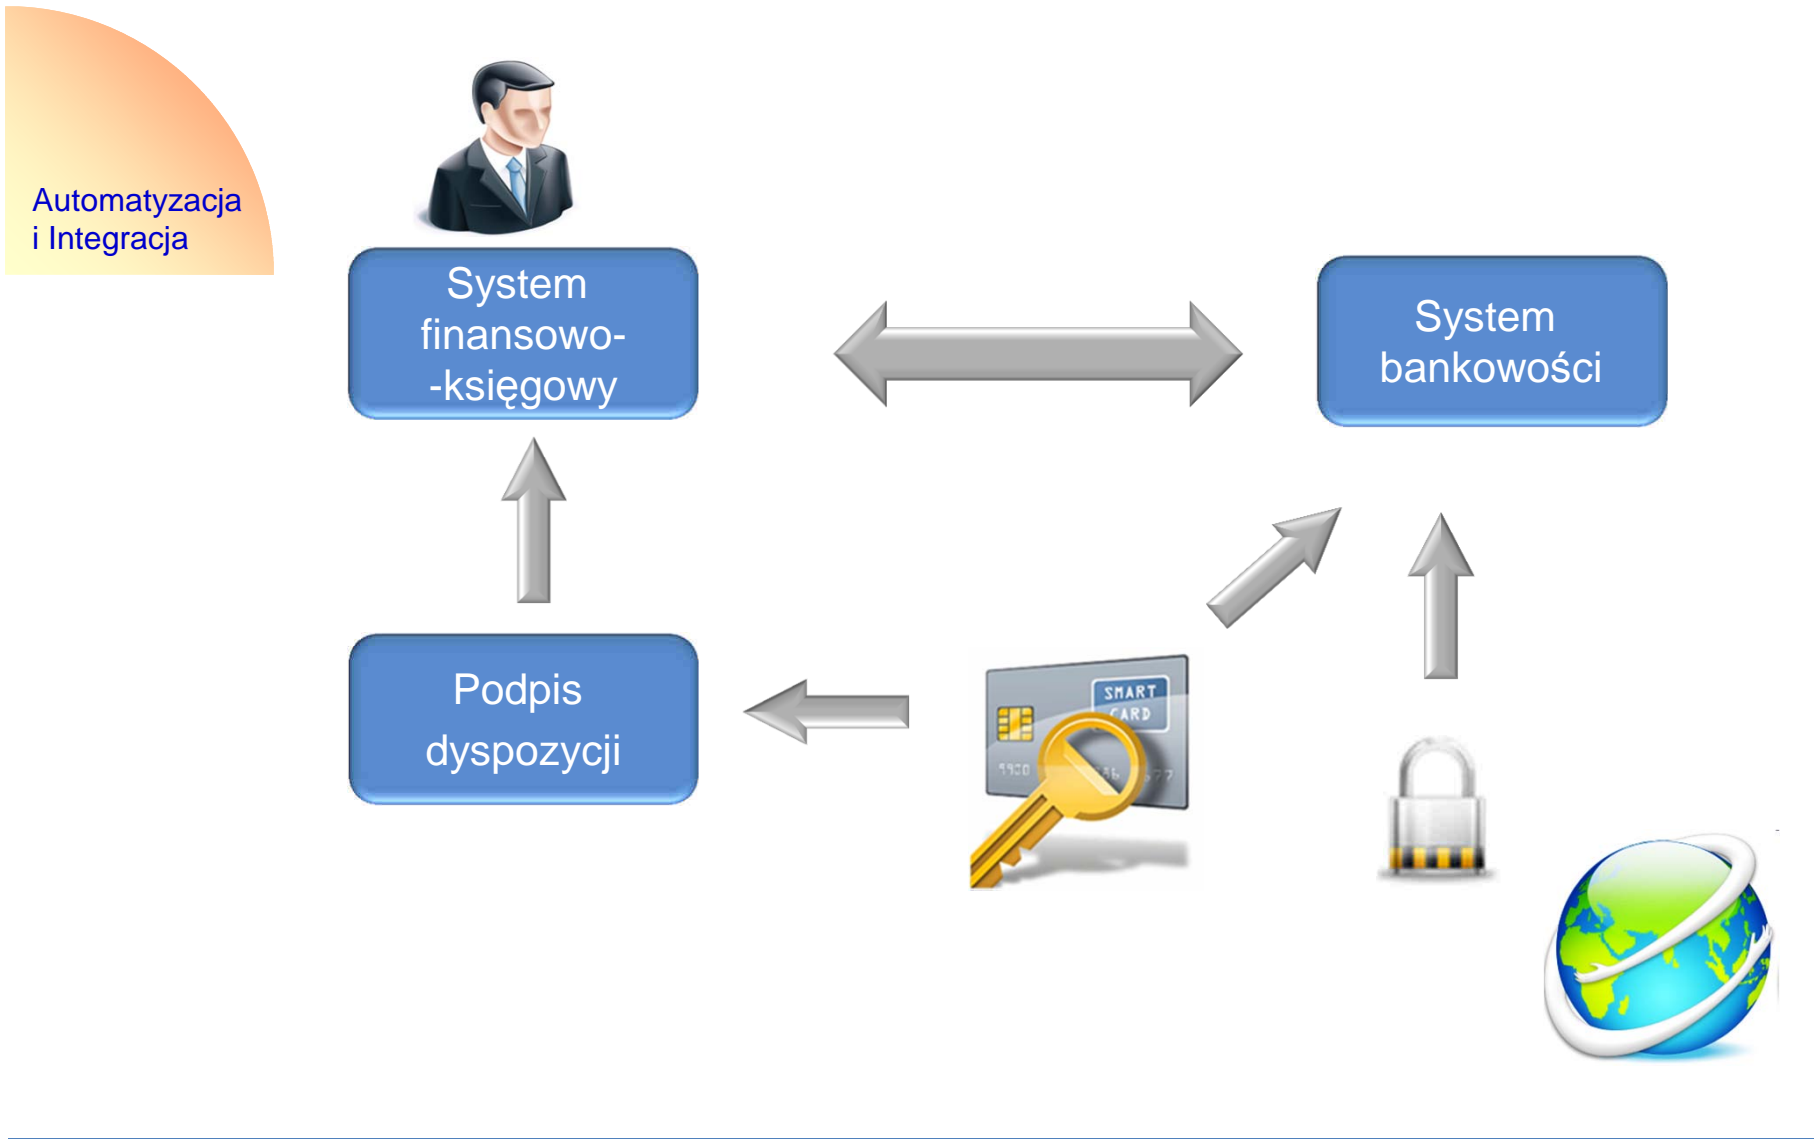 Automatyzacja
i Integracja
System
finansowo-
-księgowy
System
bankowości
Podpis
dyspozycji
SMART
CARD